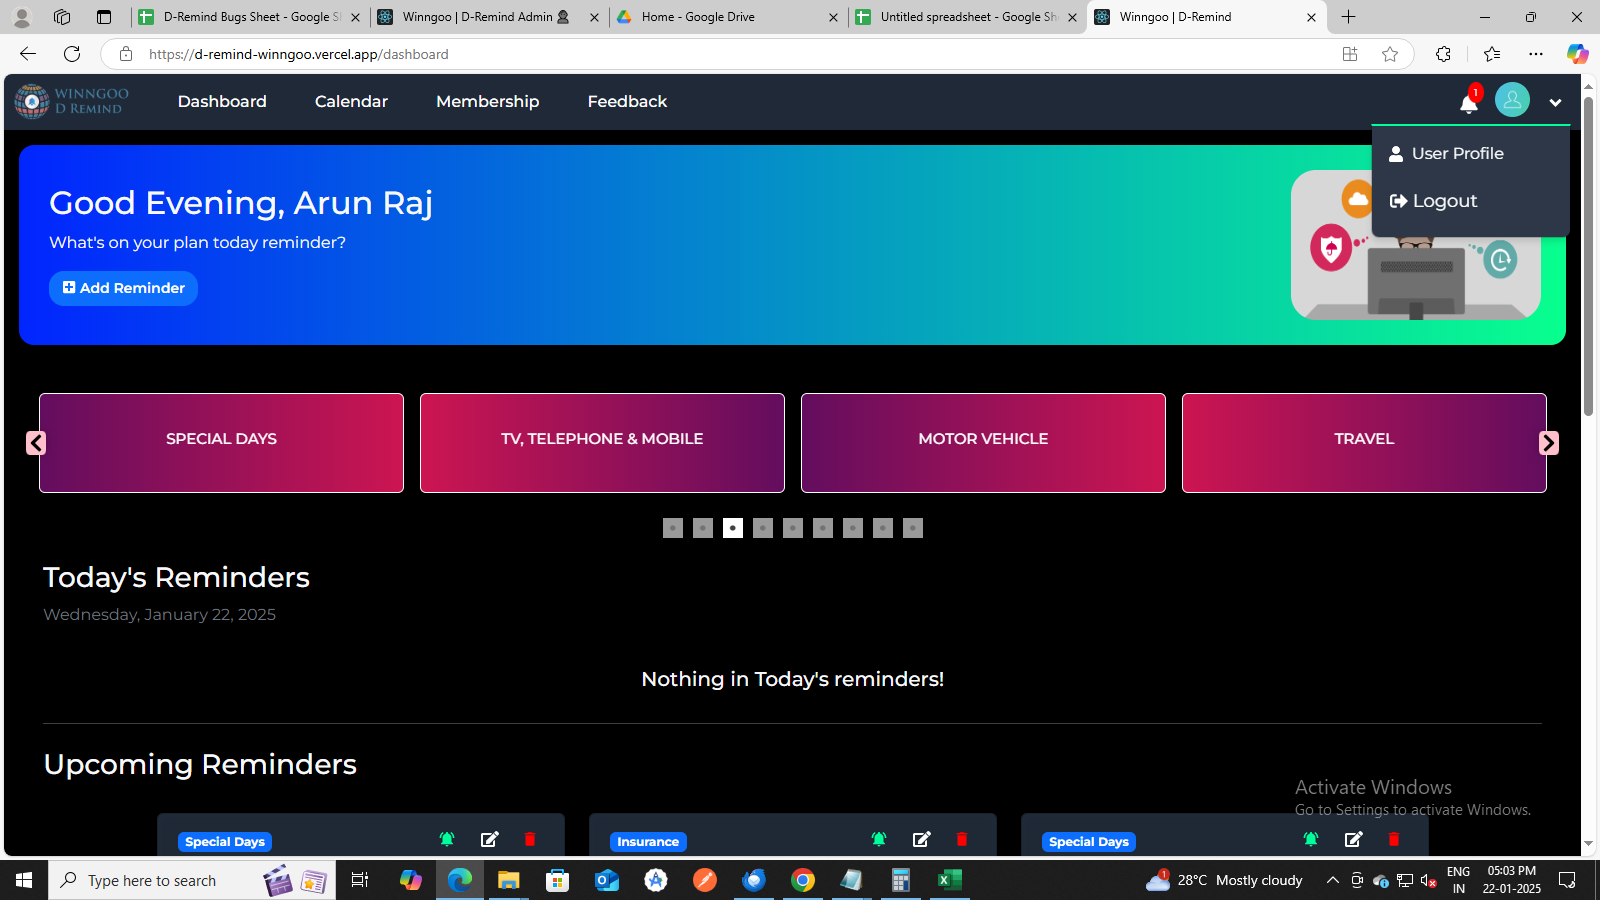 D-Remind Bugs Sheet - Google Sh
Winngoo | D-Remind Admin
Home - Google Drive
Untitled spreadsheet - Google She
Winngoo | D-Remind
https://d-remind-winngoo.vercel.app/dashboard
WINNGOO
D REMIND
Dashboard
Calendar
Membership
Feedback
1
User Profile
Logout
Good Evening, Arun Raj
What's on your plan today reminder?
Add Reminder
SPECIAL DAYS
TV, TELEPHONE & MOBILE
MOTOR VEHICLE
TRAVEL
Today's Reminders
Wednesday, January 22, 2025
Nothing in Today's reminders!
Upcoming Reminders
Activate Windows
Go to Settings to activate Windows.
Special Days
Insurance
Special Days
Type here to search
1
28°C Mostly cloudy
ENG
IN
05:03 PM
22-01-2025